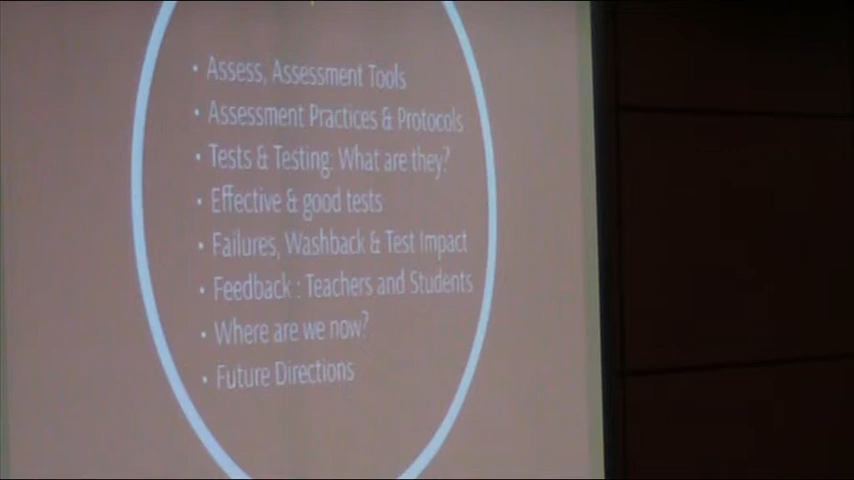 • Assess, Assessment Tools
• Assessment Practices & Protocols
• Tests & Testing: What are they?
• Effective & good tests
• Failures, Washback & Test Impact
• Feedback : Teachers and Students
• Where are we now?
• Future Directions